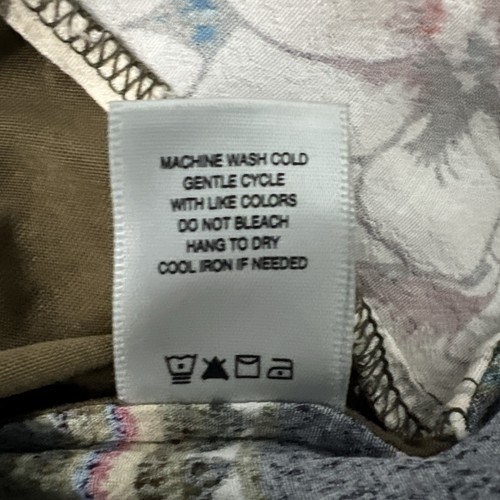 MACHINE WASH COLD
GENTLE CYCLE
WITH LIKE COLORS
DO NOT BLEACH
HANG TO DRY
COOL IRON IF NEEDED